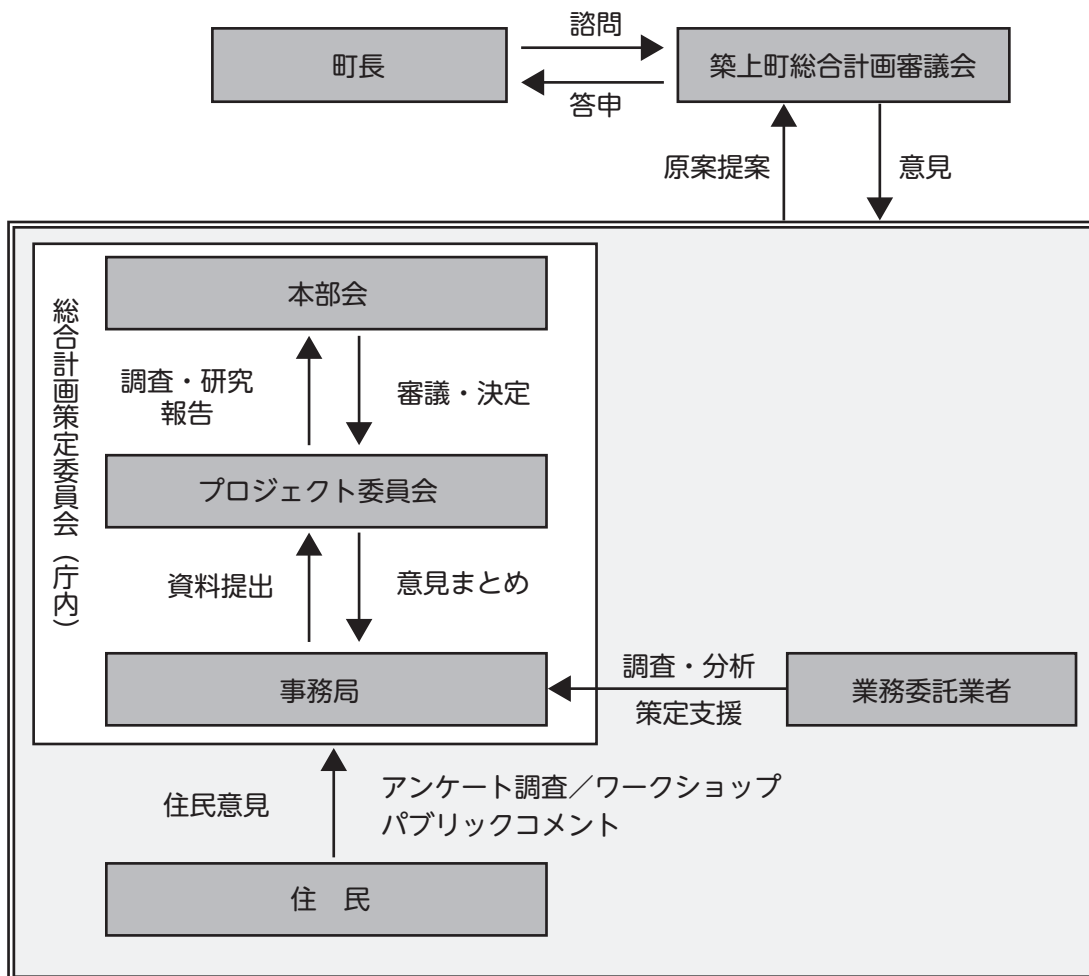 諮問
町長
築上町総合計画審議会
答申
原案提案
意見
総合計画策定委員会（庁内）
本部会
調査・研究
報告
審議・決定
プロジェクト委員会
資料提出
意見まとめ
事務局
調査・分析
策定支援
業務委託業者
住民意見
アンケート調査／ワークショップ
パブリックコメント
住　民